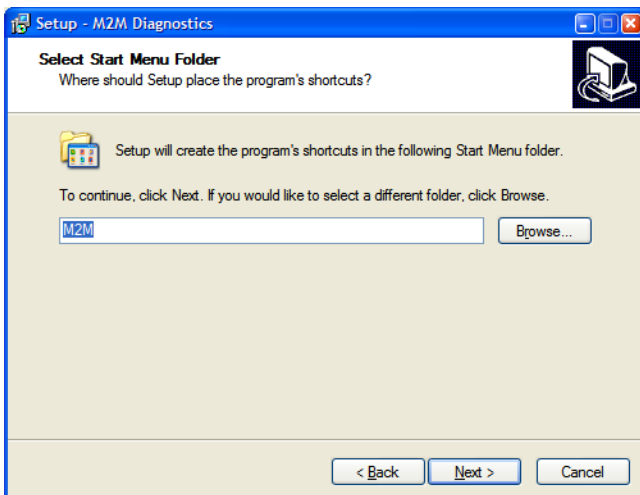 Setup - M2M Diagnostics
Select Start Menu Folder
Where should Setup place the program's shortcuts?
Setup will create the program's shortcuts in the following Start Menu folder.
To continue, click Next. If you would like to select a different folder, click Browse.
M2M
Browse...
< Back
Next >
Cancel